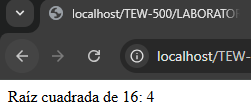 localhost/TEW-500/LABORATO
localhost/TEW-
Raíz cuadrada de 16: 4